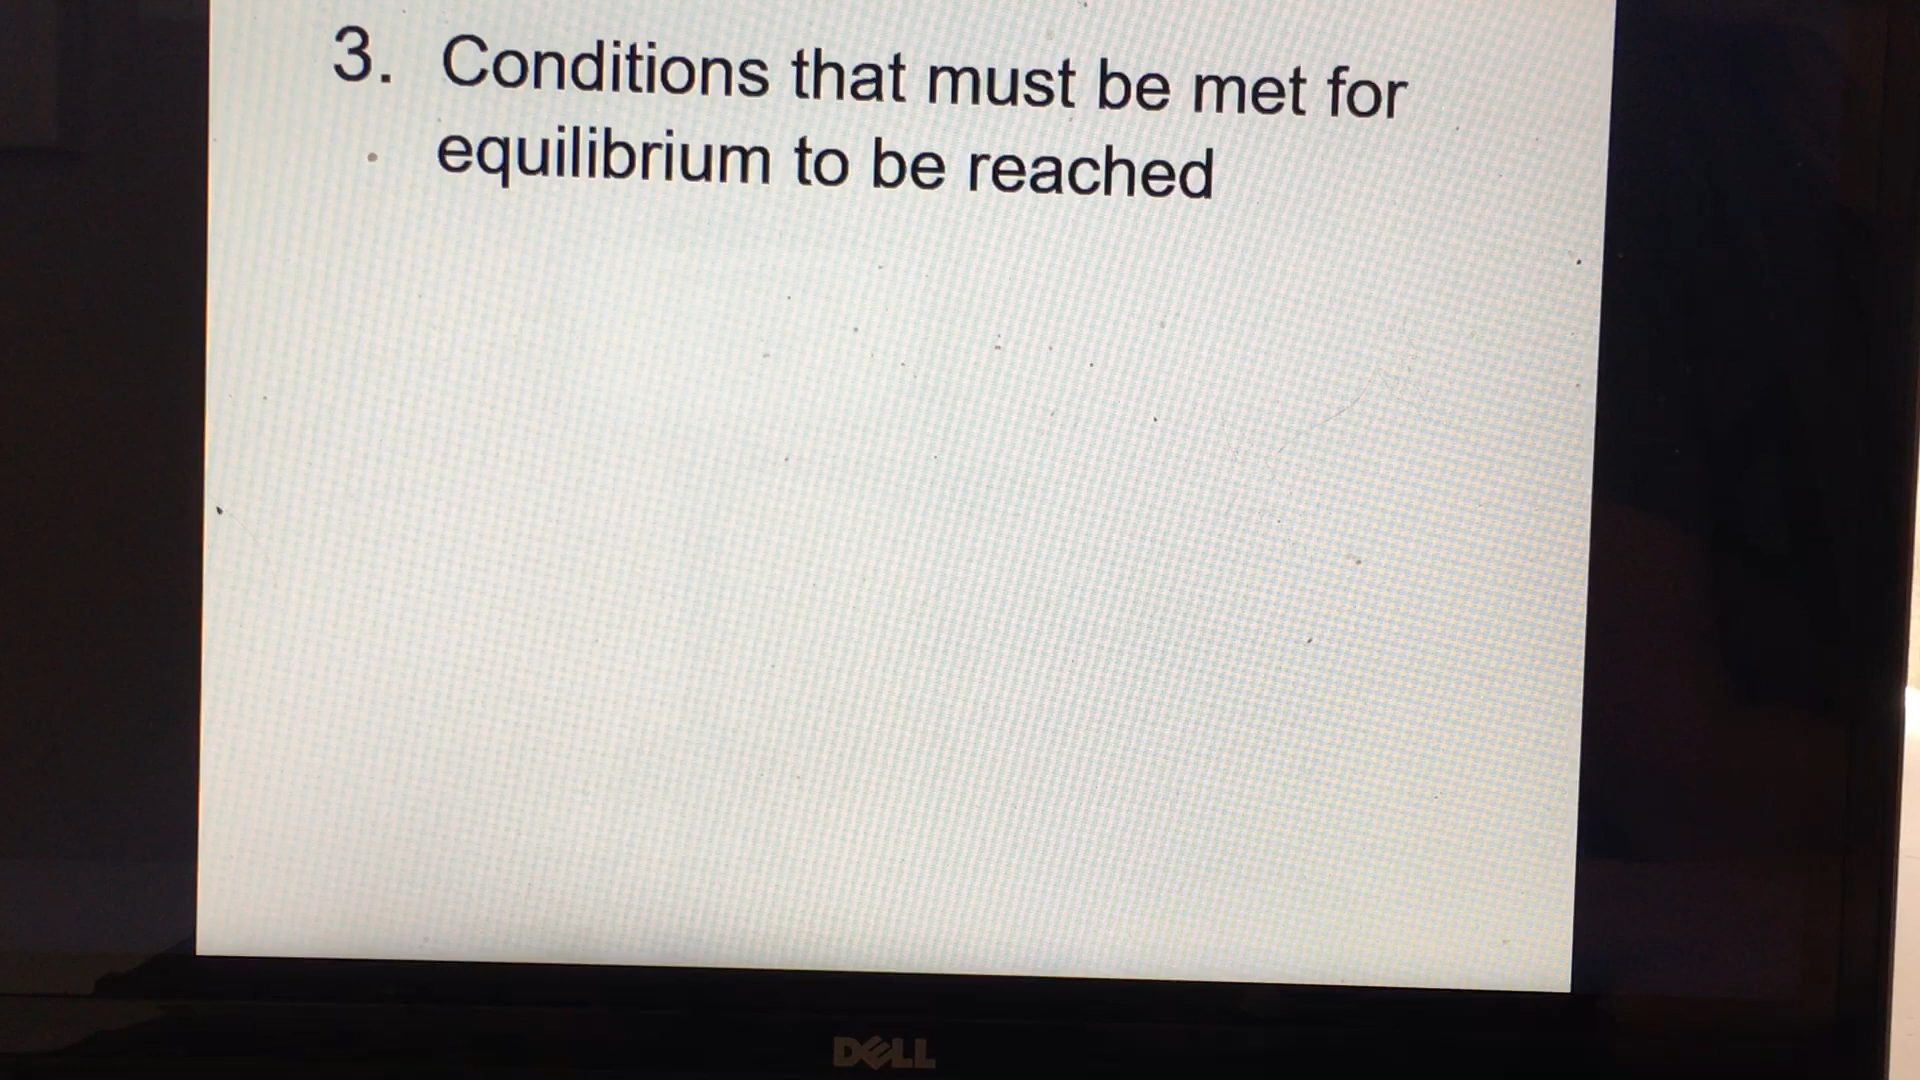 3. Conditions that must be met for
equilibrium to be reached
DELL